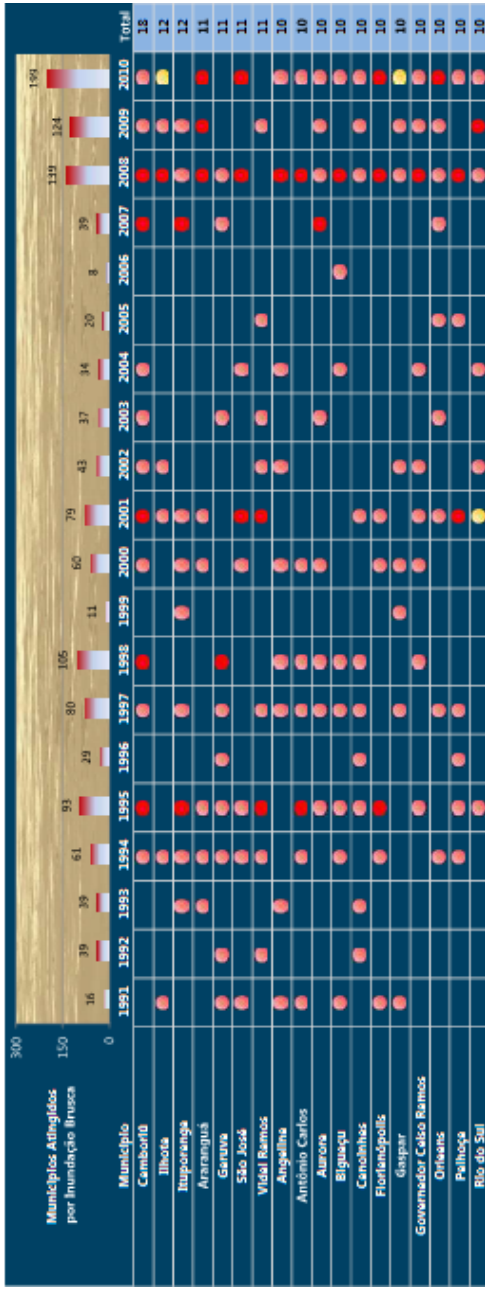 Municípios Atingidos
por Inundação Brusca
300
150
0
16 39 39 61 93 29 80 105 11 60 79 43 37 34 20 8 39 139 124 199
Município 1991 1992 1993 1994 1995 1996 1997 1998 1999 2000 2001 2002 2003 2004 2005 2006 2007 2008 2009 2010 Total
Camboriú 18
Ilhota 12
Ituporanga 12
Araranguá 11
Garuva 11
São José 11
Vidal Ramos 11
Angelina 10
Antônio Carlos 10
Aurora 10
Biguaçu 10
Canoinhas 10
Florianópolis 10
Gaspar 10
Governador Celso Ramos 10
Orleans 10
Palhoça 10
Rio do Sul 10